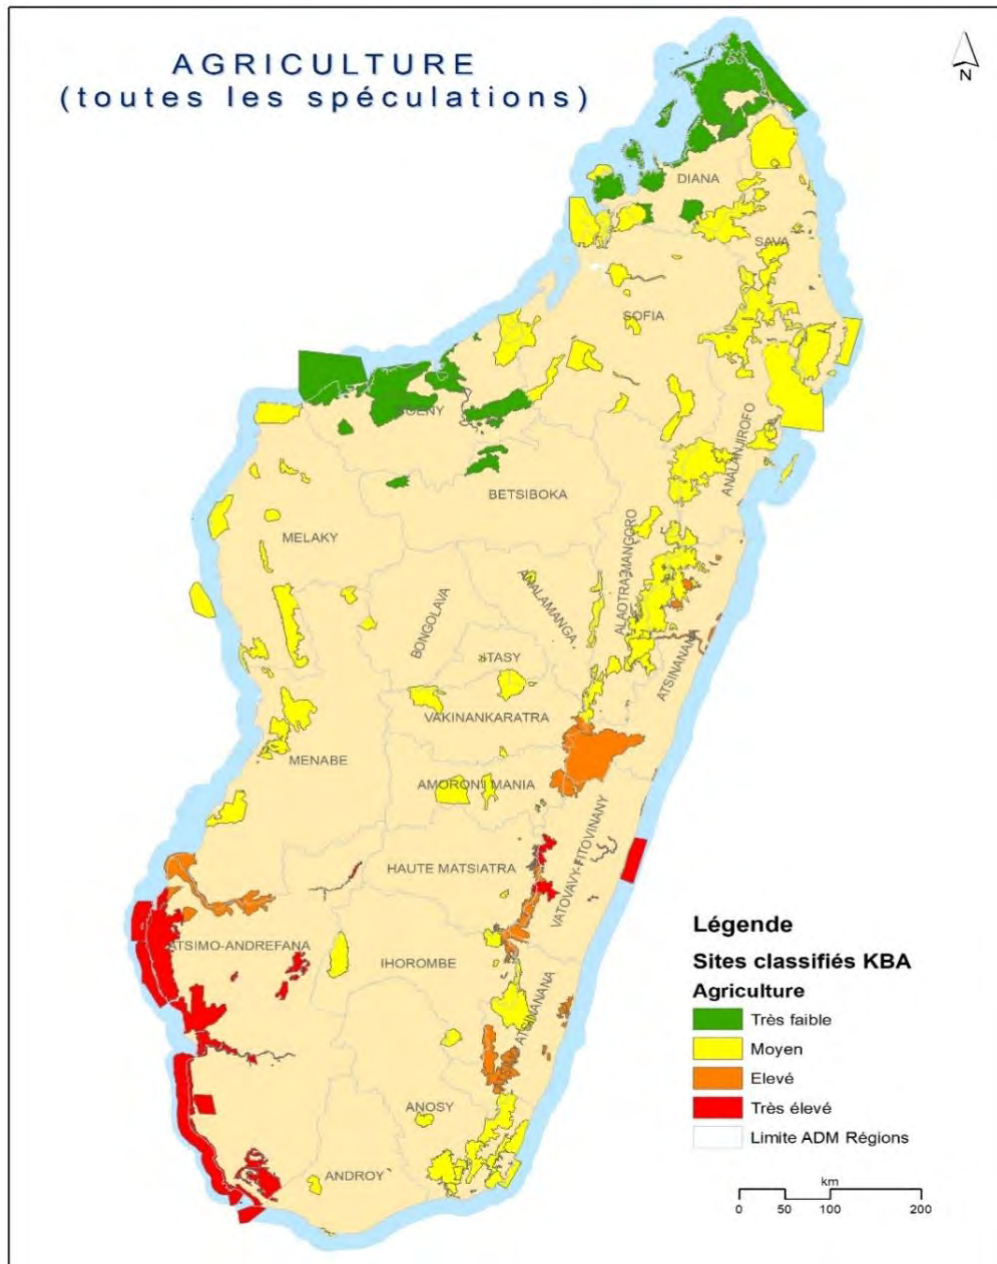 AGRICULTURE
(toutes les spéculations)
N
DIANA
SAVA
SOFIA
BOENY
ANALANJIROFO
BETSIBOKA
MELAKY
ALAOTRA-MANGORO
ANALAMANGA
BONGOLAVA
ITASY
ATSINANANA
VAKINANKARATRA
MENABE
AMORONI MANIA
HAUTE MATSIATRA
VATOVAVY-FITOVINANY
ATSIMO-ANDREFANA
IHOROMBE
ATSINANANA
ANOSY
ANDROY
Légende
Sites classifiés KBA
Agriculture
Très faible
Moyen
Elevé
Très élevé
Limite ADM Régions
km
0 50 100 200